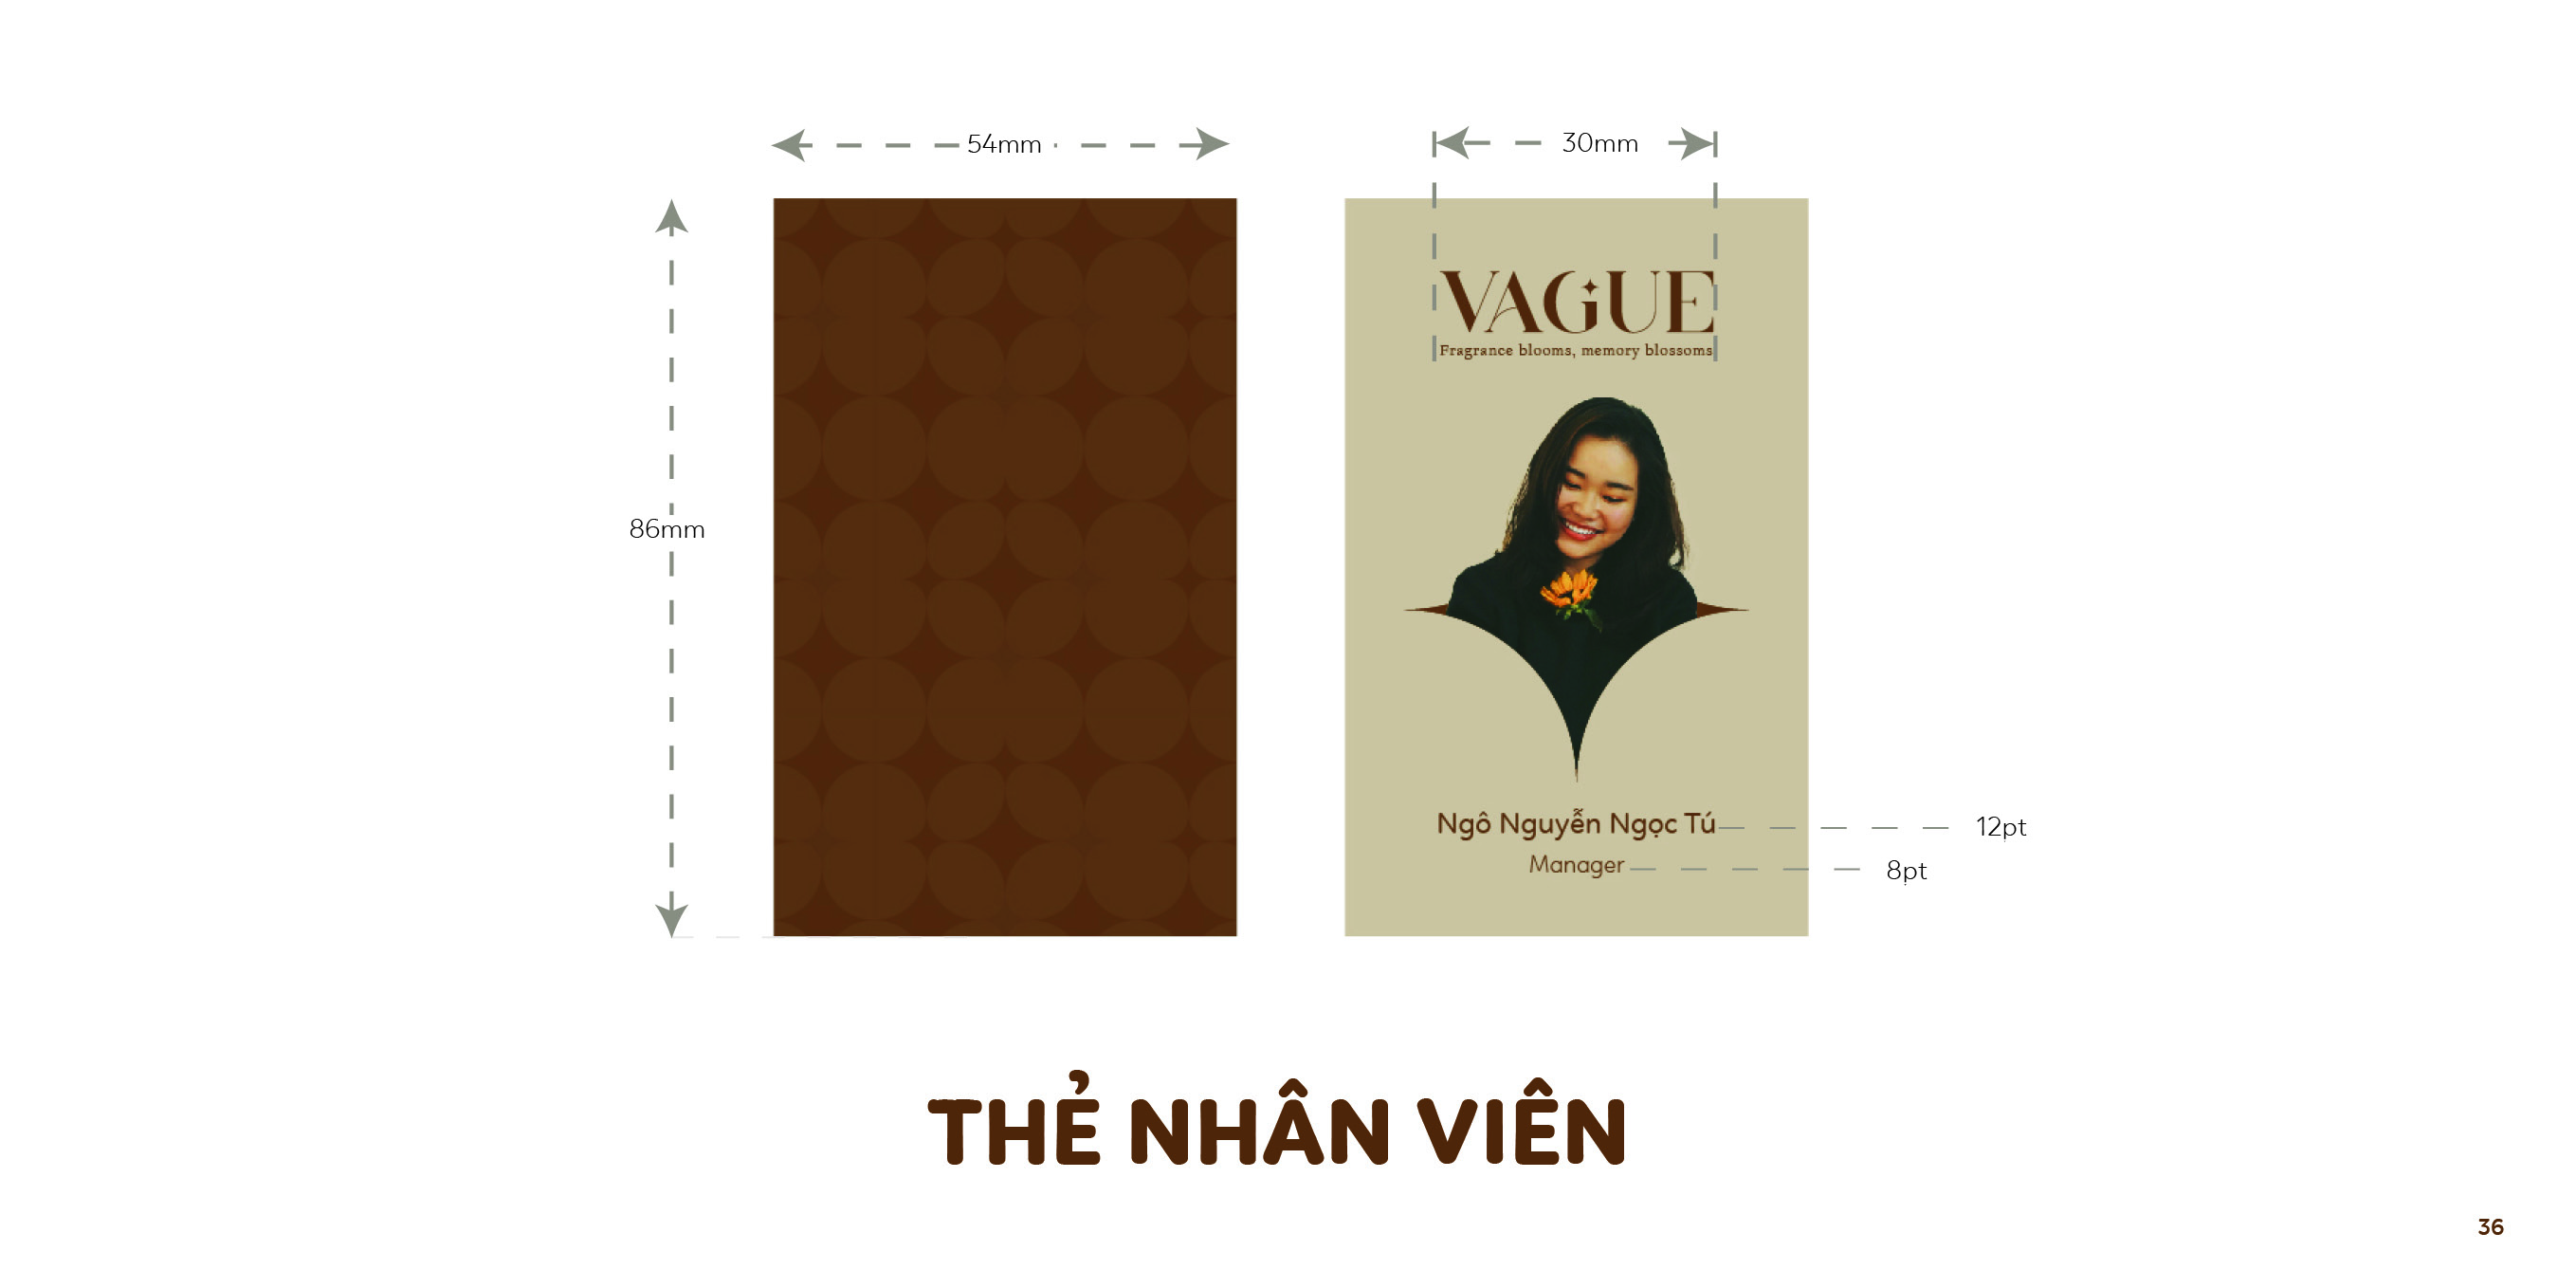 54mm
30mm
86mm
VAGUE
Fragrance blooms, memory blossoms
Ngô Nguyễn Ngọc Tú
12pt
Manager
8pt
THẺ NHÂN VIÊN
36